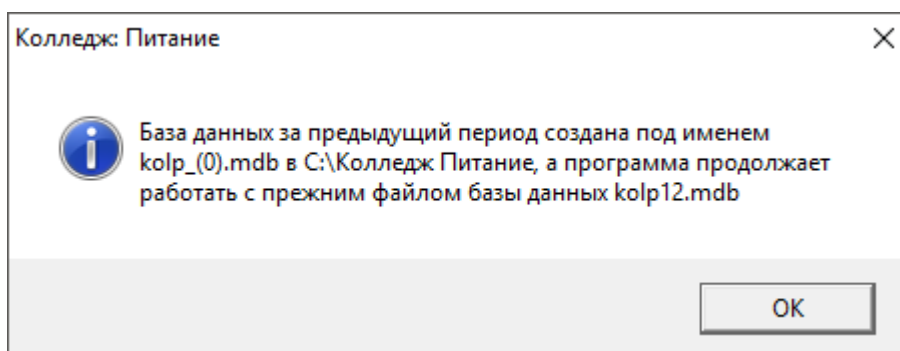 Колледж: Питание
База данных за предыдущий период создана под именем
kolp_(0).mdb в C:\Колледж Питание, а программа продолжает
работать с прежним файлом базы данных kolp12.mdb
OK